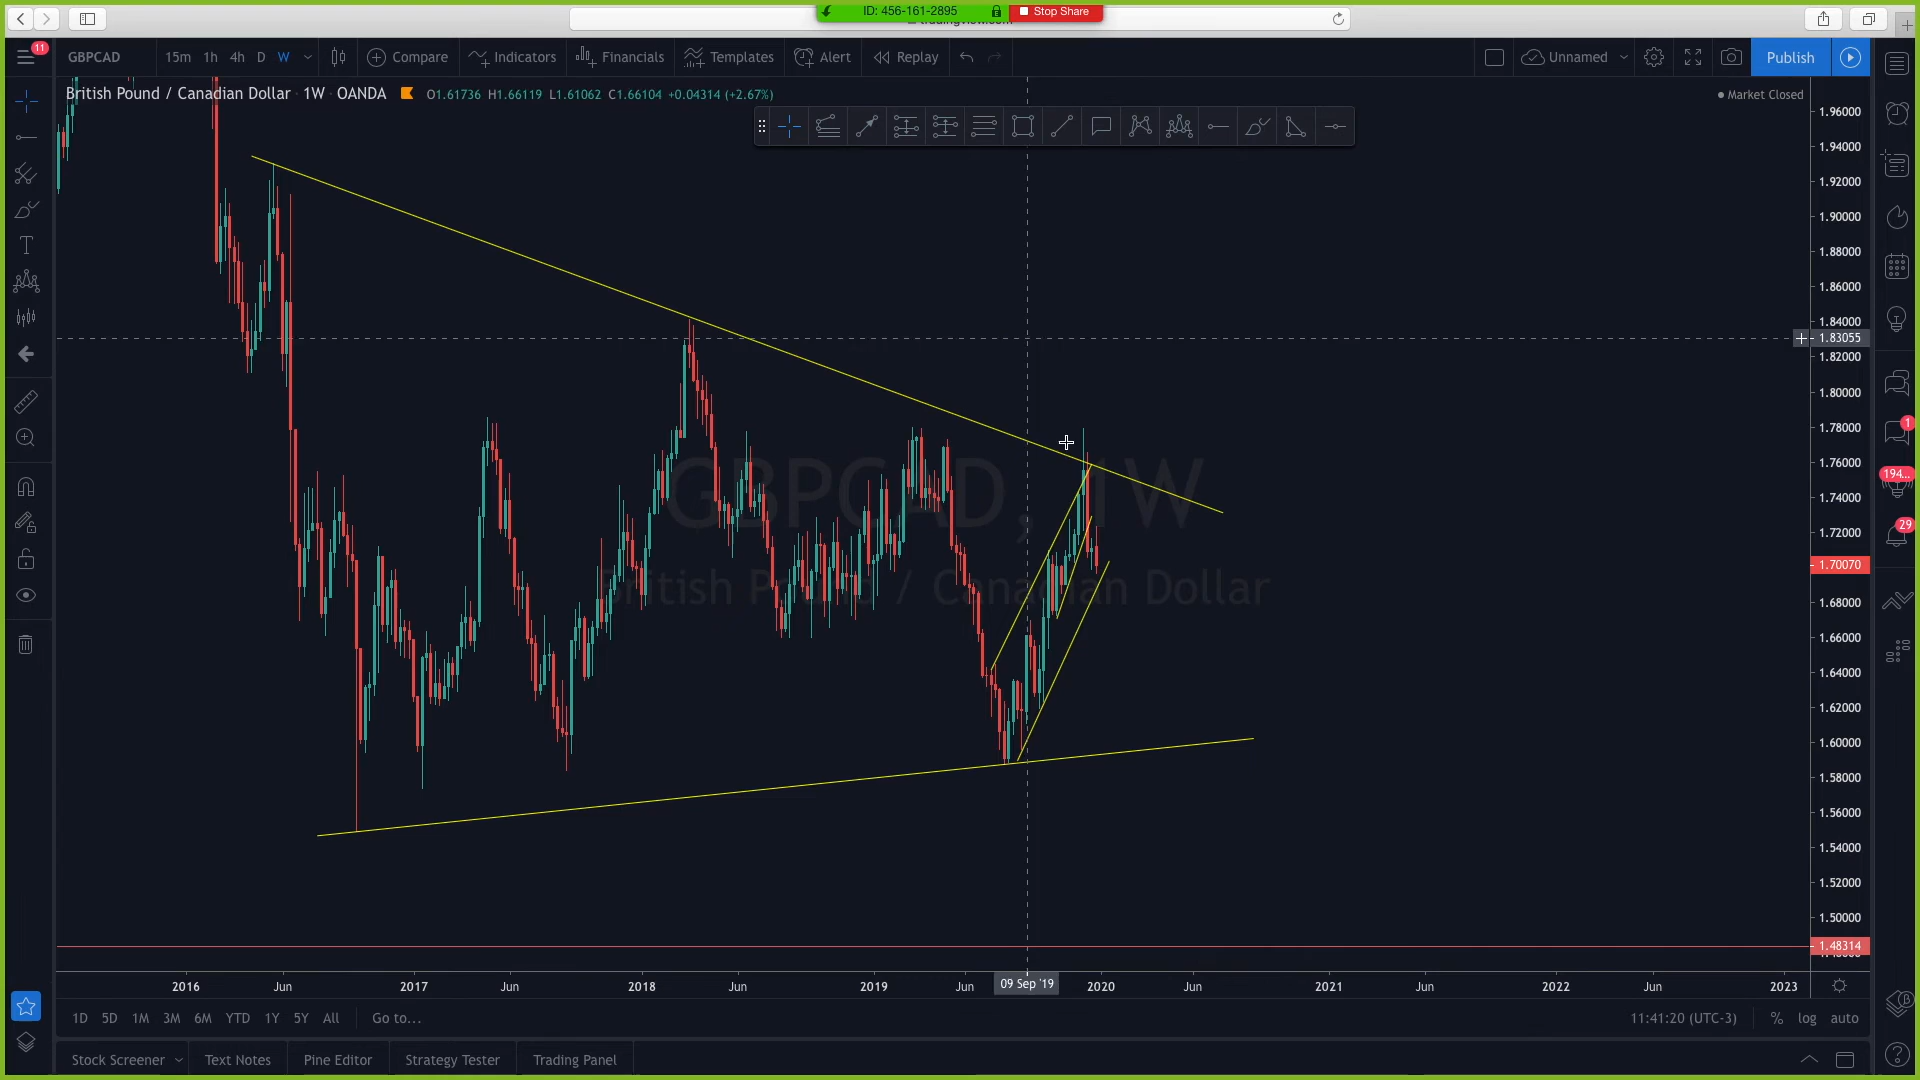 ID: 456-161-2895 Stop Share
tradingview.com
11 GBPCAD 15m 1h 4h D W Compare Indicators Financials Templates Alert Replay Unnamed Publish
British Pound / Canadian Dollar · 1W · OANDA O1.61736 H1.66119 L1.61062 C1.66104 +0.04314 (+2.67%)
Market Closed
1.96000
1.94000
1.92000
1.90000
1.88000
1.86000
1.84000
1.83055
1.82000
1.80000
1.78000
1
1.76000
194...
GBPCAD, 1W
1.74000
29
1.72000
1.70070
British Pound / Canadian Dollar
1.68000
1.66000
1.64000
1.62000
1.60000
1.58000
1.56000
1.54000
1.52000
1.50000
1.48314
2016 Jun 2017 Jun 2018 Jun 2019 Jun 09 Sep '19 2020 Jun 2021 Jun 2022 Jun 2023
1D 5D 1M 3M 6M YTD 1Y 5Y All Go to... 11:41:20 (UTC-3) % log auto
Stock Screener Text Notes Pine Editor Strategy Tester Trading Panel